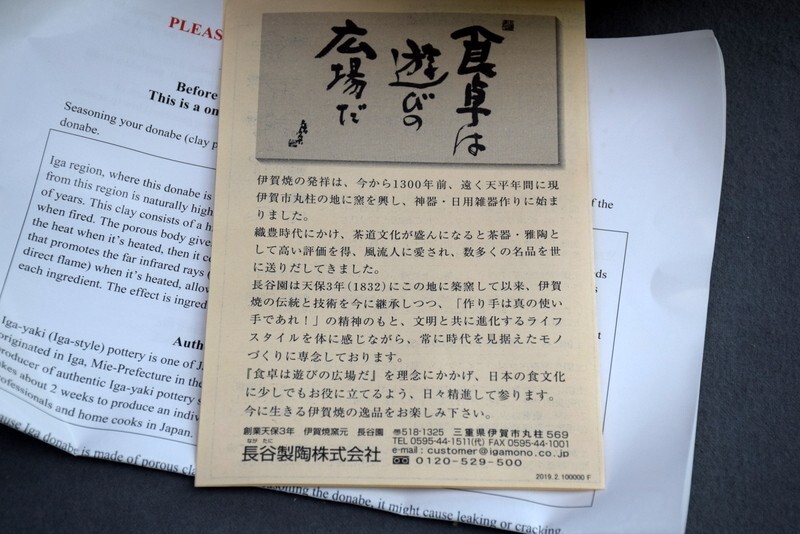 PLEAS
Before
This is a on
Seasoning your donabe (clay p
donabe.
Iga region, where this donabe is
from this region is naturally high
of years. This clay consists of a h
when fired. The porous body give
the heat when it's heated, then it c
that promotes the far infrared rays (
direct flame) when it's heated, allow
each ingredient. The effect is ingred
Auth
Iga-yaki (Iga-style) pottery is one of Ja
originated in Iga, Mie-Prefecture in the
producer of authentic Iga-yaki pottery s
akes about 2 weeks to produce an indiv
ofessionals and home cooks in Japan.
ause Iga donabe is made of porous cl
oning the donabe, it might cause leaking or cracking.
of the
rds
食卓は
遊びの
広場だ
伊賀焼の発祥は、今から1300年前、遠く天平年間に現
伊賀市丸柱の地に窯を興し、神器・日用雑器作りに始ま
りました。
織豊時代にかけ、茶道文化が盛んになると茶器・雅陶と
して高い評価を得、風流人に愛され、数多くの名品を世
に送りだしてきました。
長谷園は天保3年(1832)にこの地に築窯して以来、伊賀
焼の伝統と技術を今に継承しつつ、「作り手は真の使い
手であれ!」の精神のもと、文明と共に進化するライフ
スタイルを体に感じながら、常に時代を見据えたモノ
づくりに専念しております。
『食卓は遊びの広場だ』を理念にかかげ、日本の食文化
に少しでもお役に立てるよう、日々精進して参ります。
今に生きる伊賀焼の逸品をお楽しみ下さい。
創業天保3年 伊賀焼窯元 長谷園
ながたに
長谷製陶株式会社
〠518-1325 三重県伊賀市丸柱569
TEL 0595-44-1511(代) FAX 0595-44-1001
e-mail : customer@igamono.co.jp
0120-529-500
2019.2.100000 F